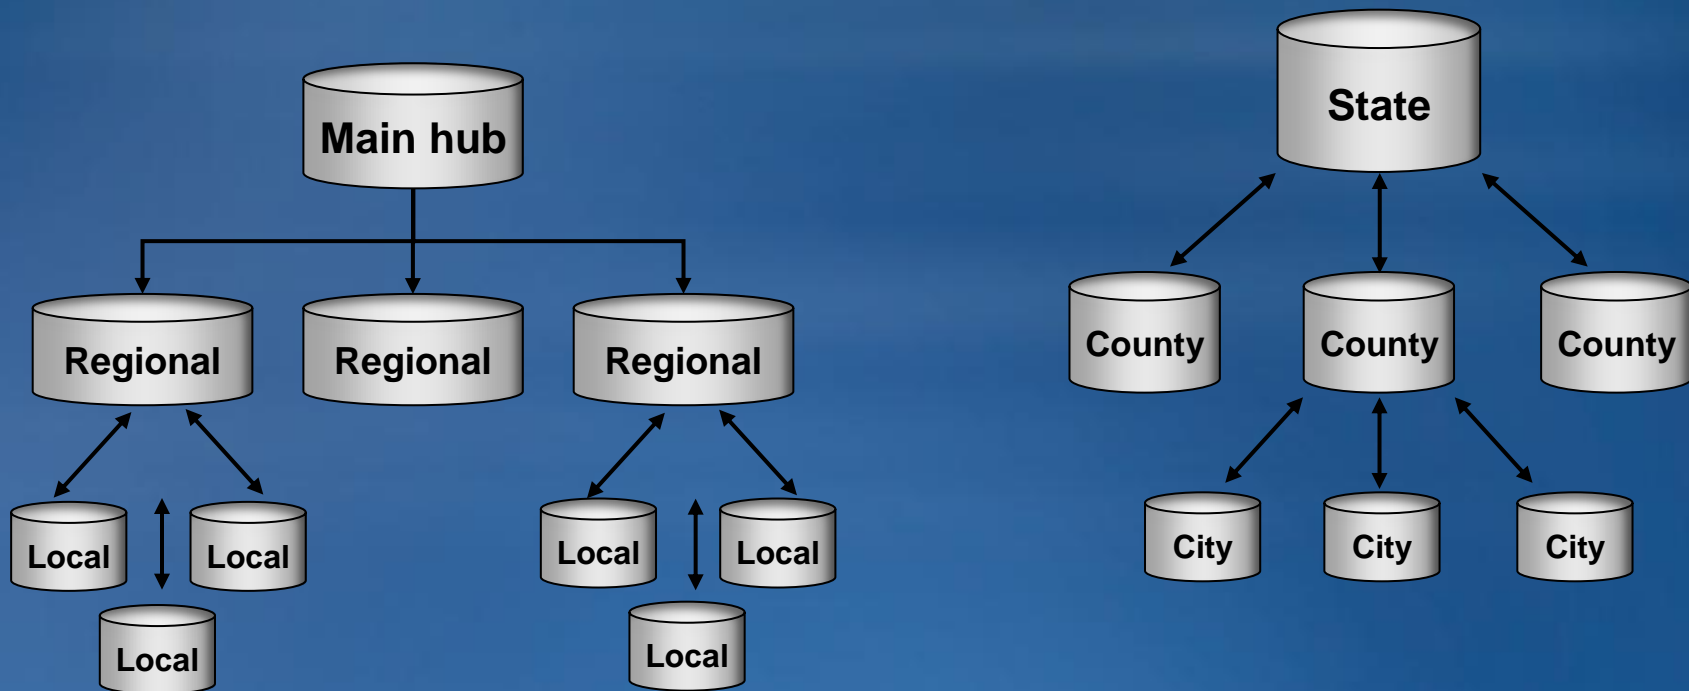 Main hub
Regional
Regional
Regional
Local
Local
Local
Local
Local
Local
State
County
County
County
City
City
City